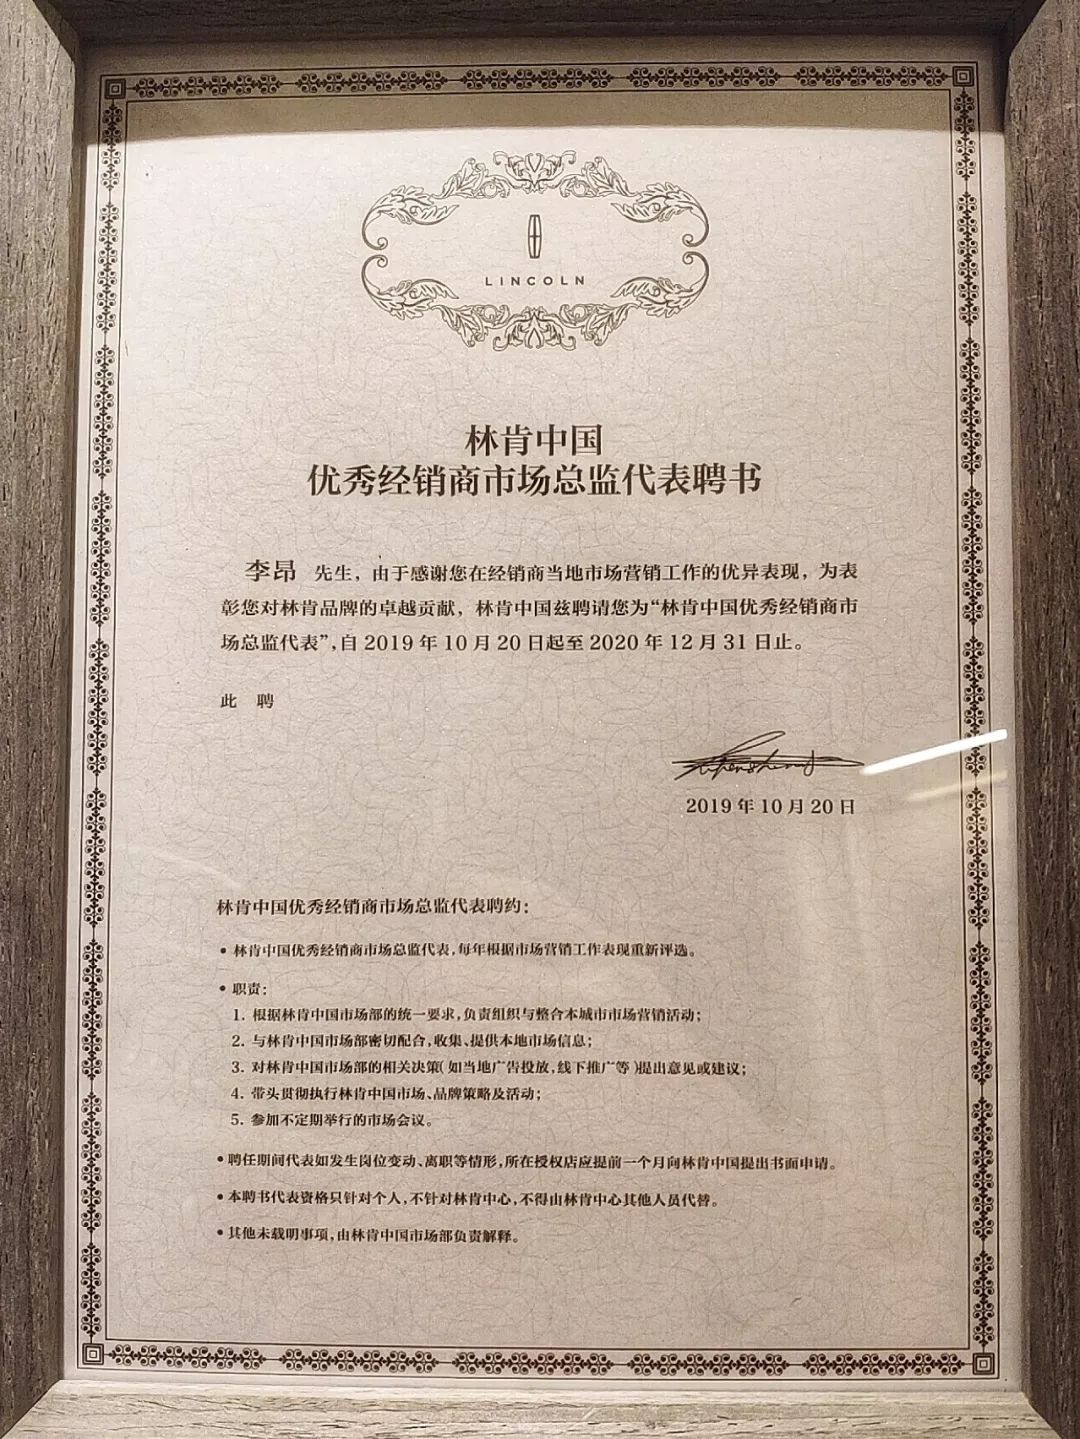 LINCOLN
林肯中国
优秀经销商市场总监代表聘书
李昂 先生，由于感谢您在经销商当地市场营销工作的优异表现，为表
彰您对林肯品牌的卓越贡献，林肯中国兹聘请您为“林肯中国优秀经销商市
场总监代表”，自 2019 年 10 月 20 日起至 2020 年 12 月 31 日止。
此 聘
2019 年 10 月 20 日
林肯中国优秀经销商市场总监代表聘约：
• 林肯中国优秀经销商市场总监代表，每年根据市场营销工作表现重新评选。
• 职责：
1. 根据林肯中国市场部的统一要求，负责组织与整合本城市市场营销活动；
2. 与林肯中国市场部密切配合，收集、提供本地市场信息；
3. 对林肯中国市场部的相关决策（如当地广告投放，线下推广等）提出意见或建议；
4. 带头贯彻执行林肯中国市场、品牌策略及活动；
5. 参加不定期举行的市场会议。
• 聘任期间代表如发生岗位变动、离职等情形，所在授权店应提前一个月向林肯中国提出书面申请。
• 本聘书代表资格只针对个人，不针对林肯中心，不得由林肯中心其他人员代替。
• 其他未载明事项，由林肯中国市场部负责解释。